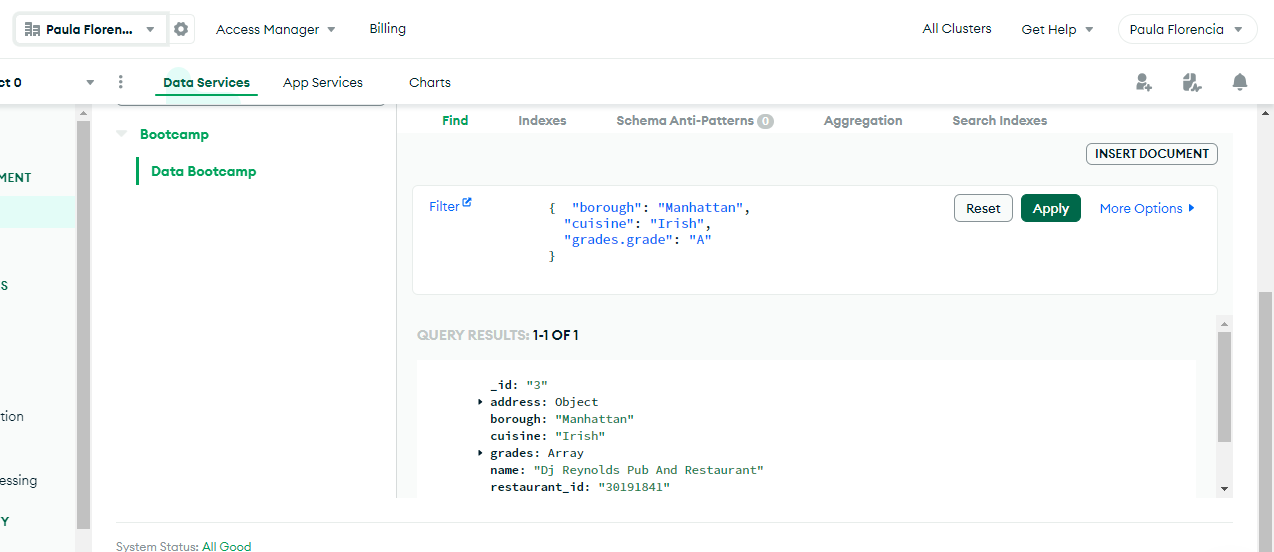 Paula Floren...
Access Manager
Billing
All Clusters
Get Help
Paula Florencia
ct 0
Data Services
App Services
Charts
MENT
S
tion
essing
Y
Bootcamp
Data Bootcamp
Find
Indexes
Schema Anti-Patterns 0
Aggregation
Search Indexes
INSERT DOCUMENT
Filter
{  "borough": "Manhattan",
"cuisine": "Irish",
"grades.grade": "A"
}
Reset
Apply
More Options
QUERY RESULTS: 1-1 OF 1
_id: "3"
address: Object
borough: "Manhattan"
cuisine: "Irish"
grades: Array
name: "Dj Reynolds Pub And Restaurant"
restaurant_id: "30191841"
System Status: All Good